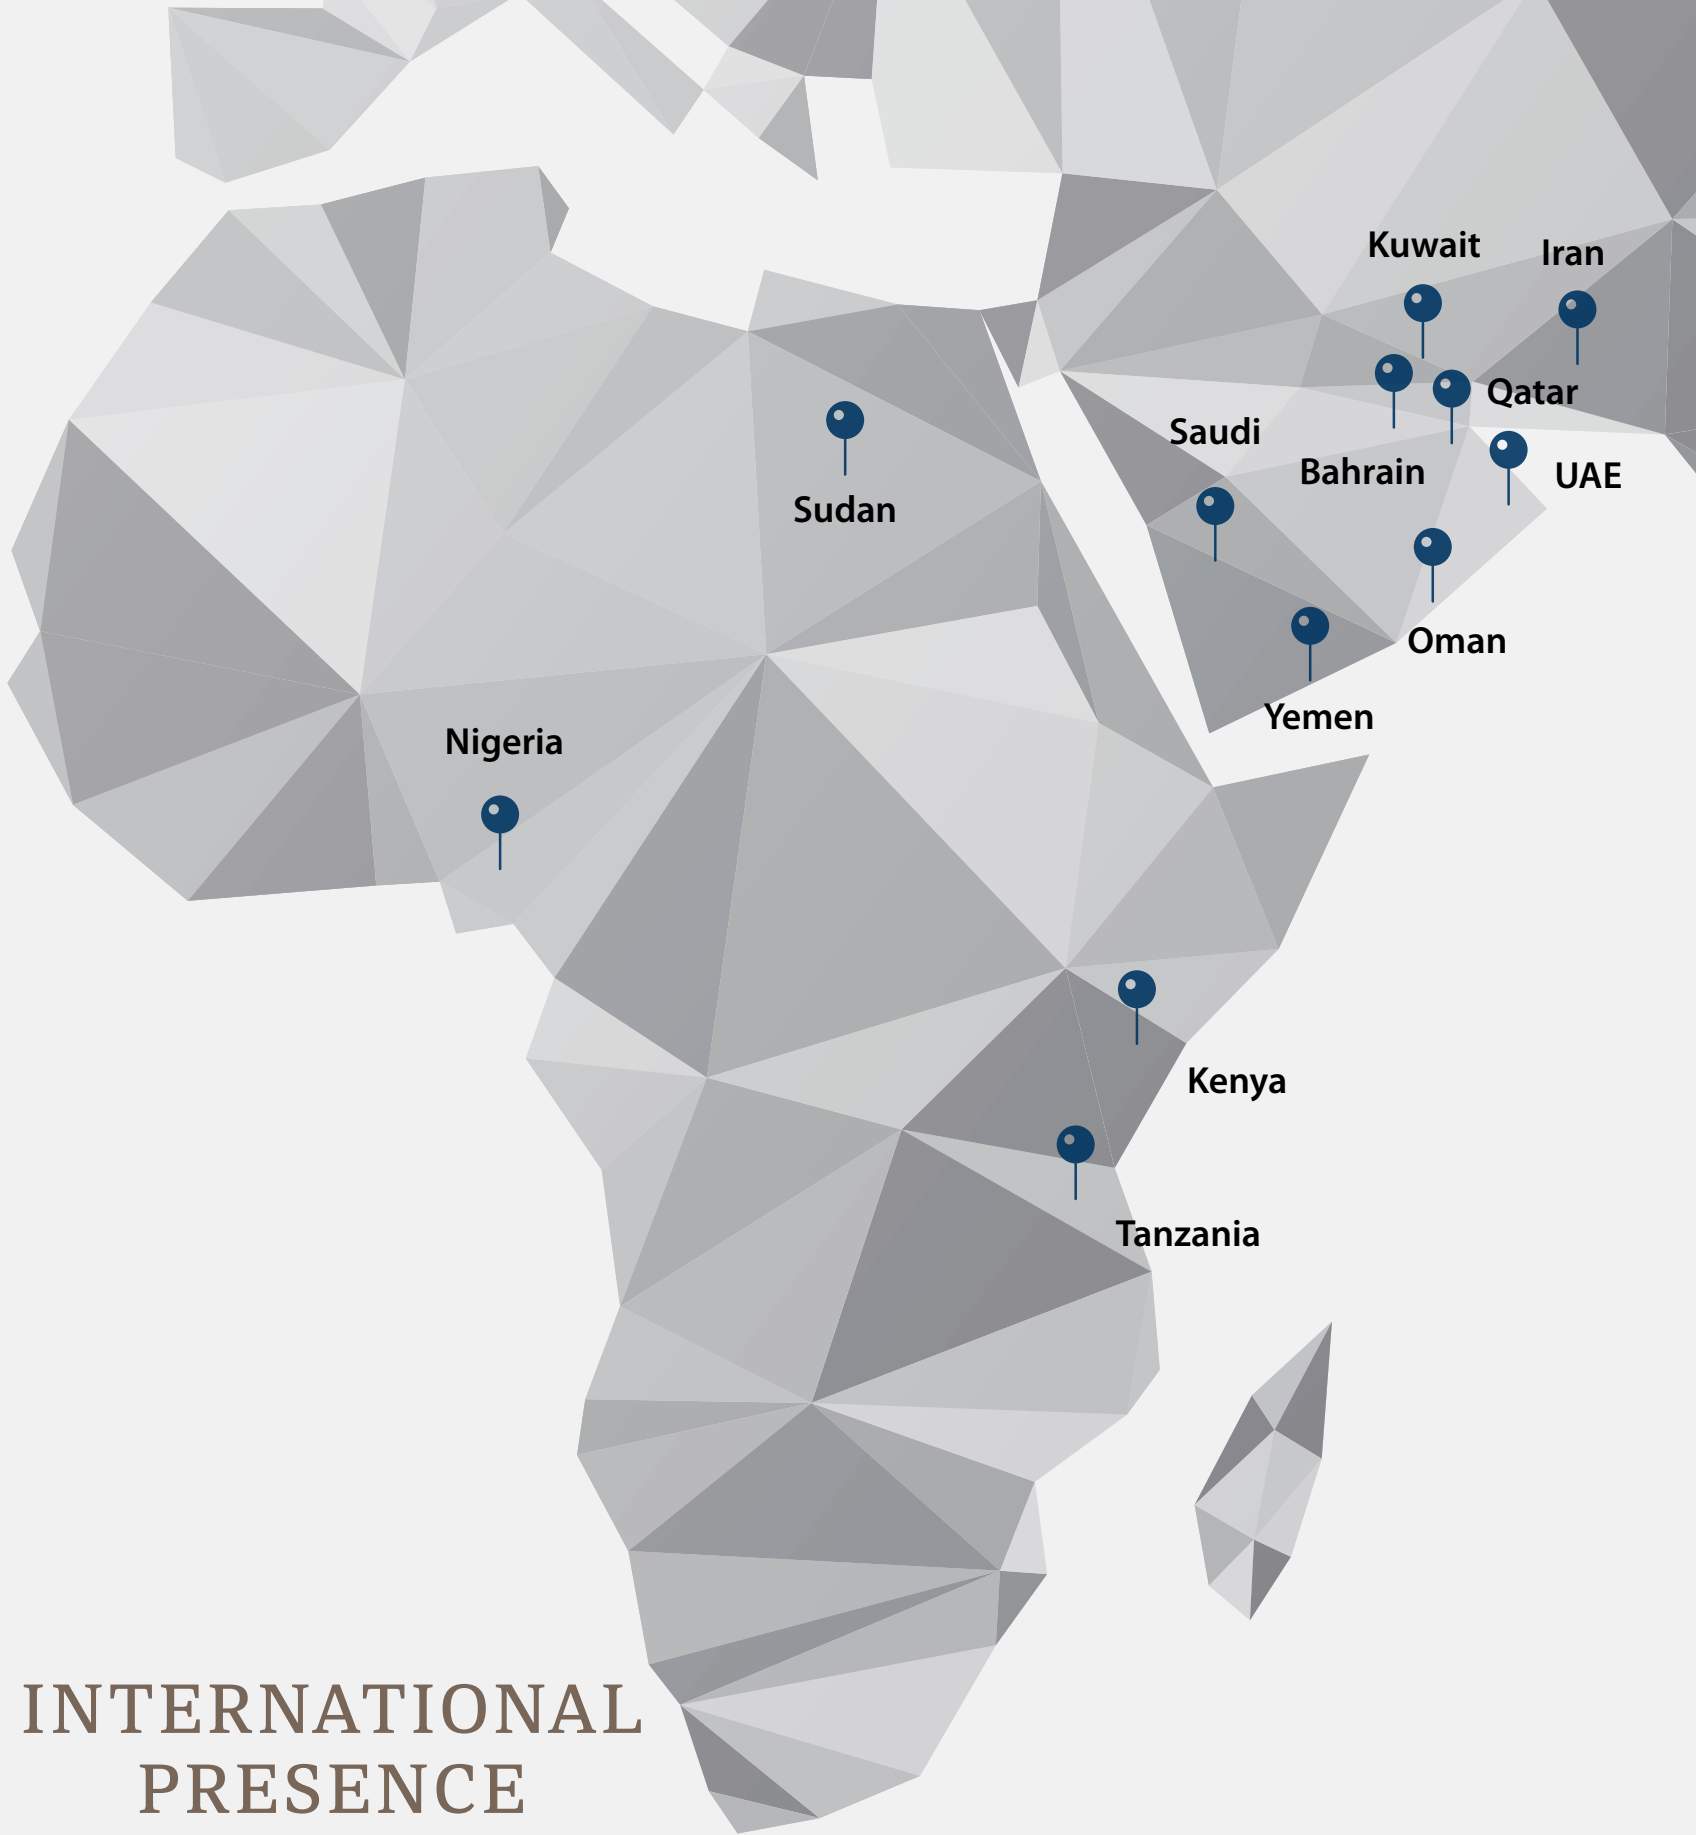 Kuwait
Iran
Qatar
Saudi
Bahrain
UAE
Sudan
Oman
Yemen
Nigeria
Kenya
Tanzania
INTERNATIONAL
PRESENCE